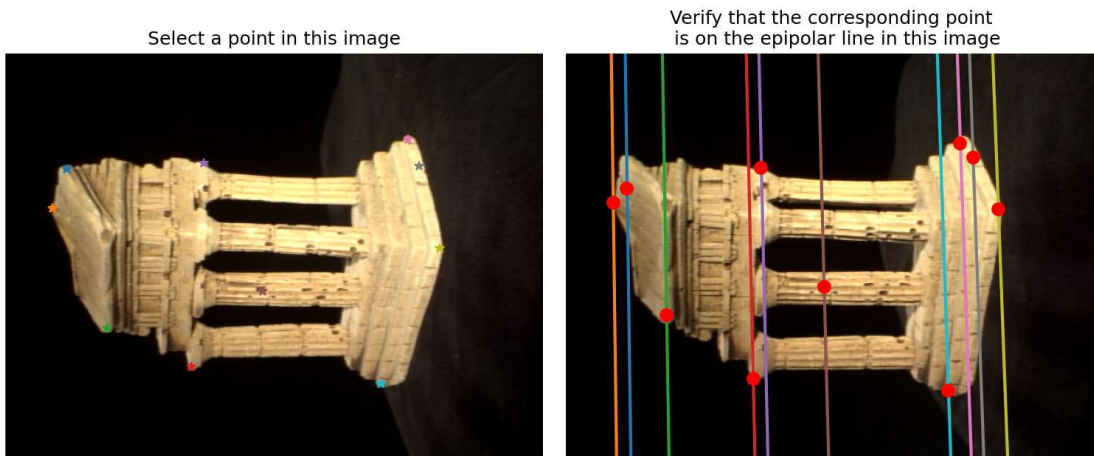 Select a point in this image
Verify that the corresponding point
is on the epipolar line in this image